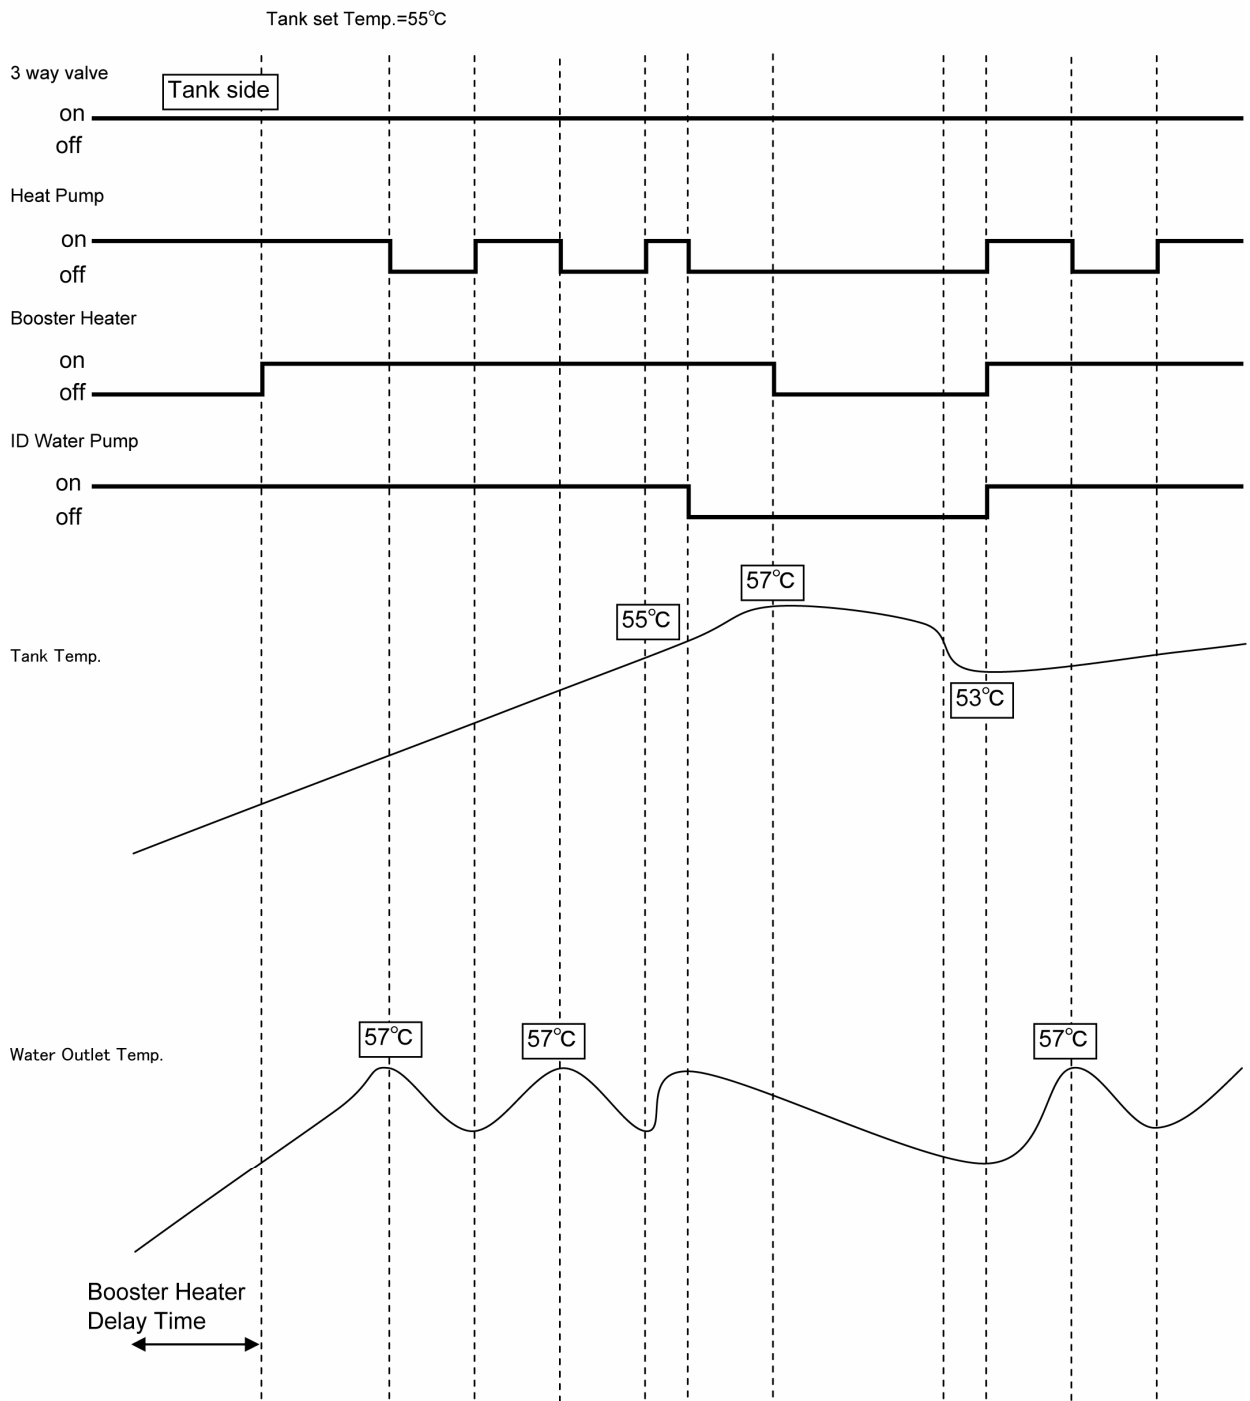 Tank set Temp.=55℃
3 way valve
Tank side
on
off
Heat Pump
on
off
Booster Heater
on
off
ID Water Pump
on
off
57℃
55℃
Tank Temp.
53℃
57℃
57℃
57℃
Water Outlet Temp.
Booster Heater
Delay Time